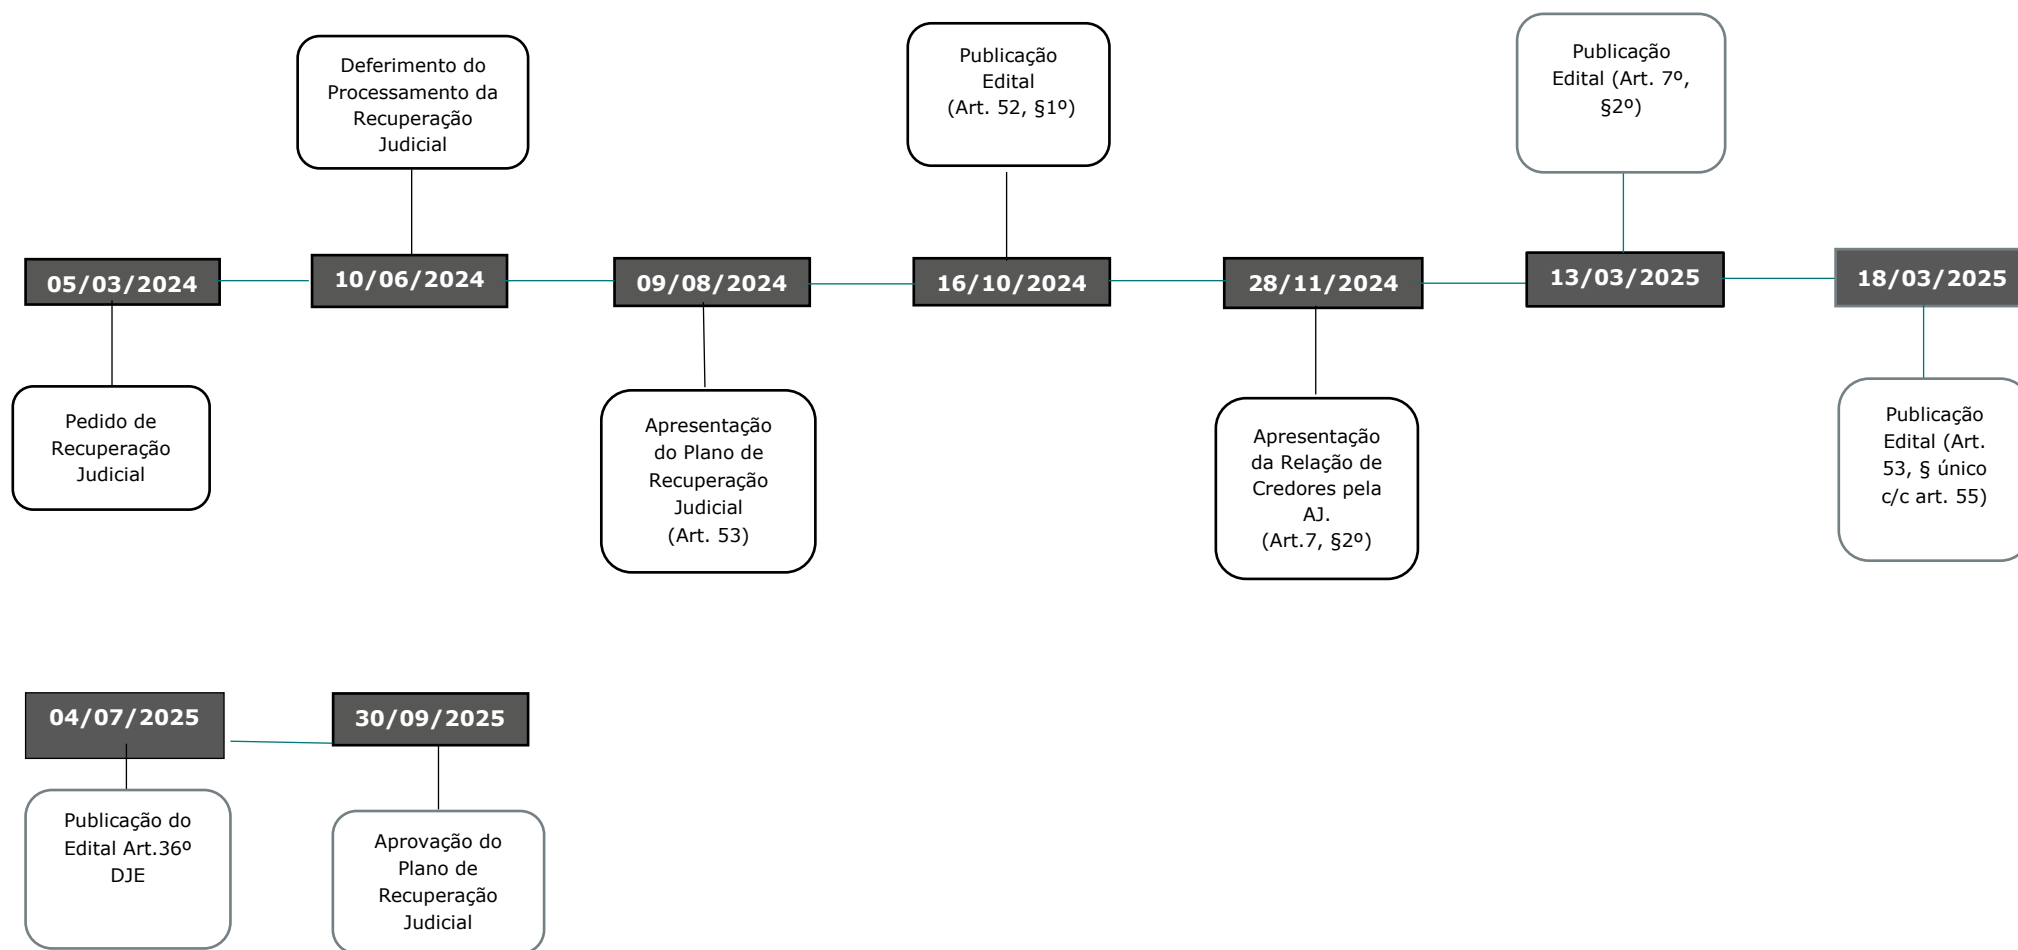 Deferimento do
Processamento da
Recuperação
Judicial
Publicação
Edital
(Art. 52, §1º)
Publicação
Edital (Art. 7º,
§2º)
05/03/2024
10/06/2024
09/08/2024
16/10/2024
28/11/2024
13/03/2025
18/03/2025
Pedido de
Recuperação
Judicial
Apresentação
do Plano de
Recuperação
Judicial
(Art. 53)
Apresentação
da Relação de
Credores pela
AJ.
(Art.7, §2º)
Publicação
Edital (Art.
53, § único
c/c art. 55)
04/07/2025
30/09/2025
Publicação do
Edital Art.36º
DJE
Aprovação do
Plano de
Recuperação
Judicial